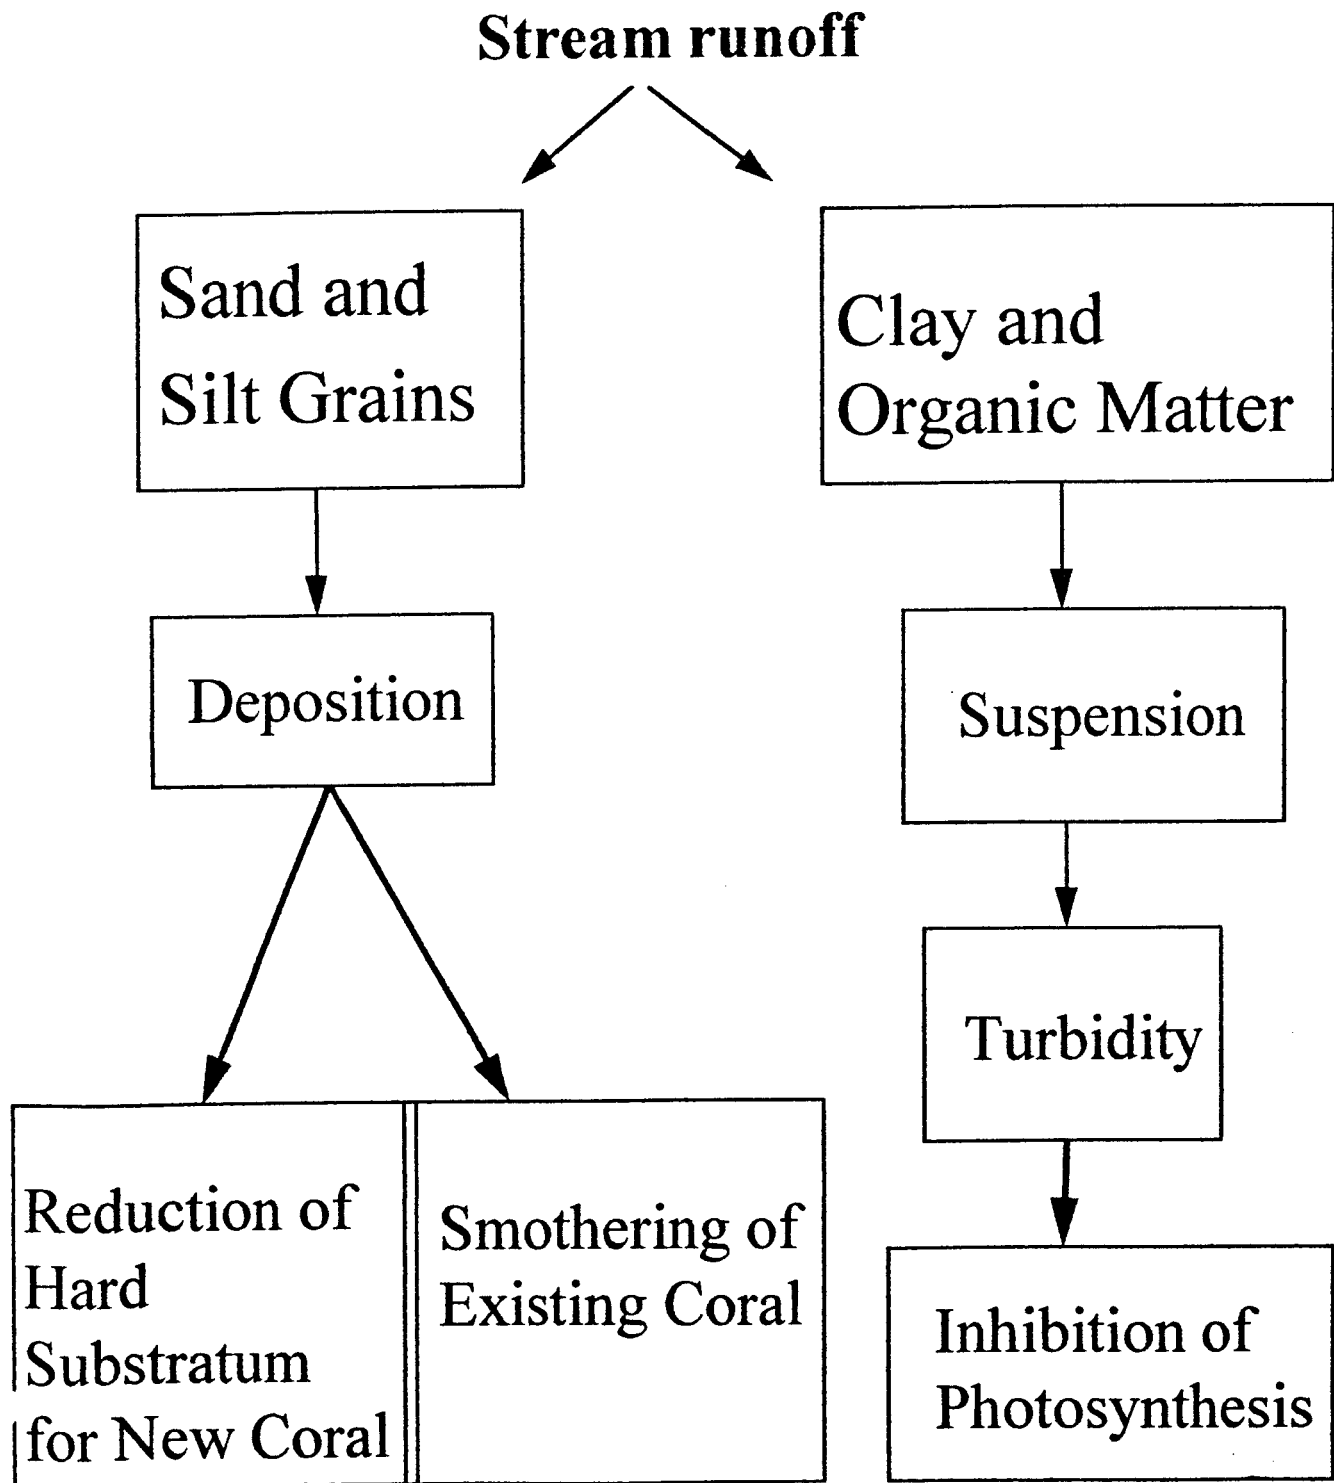 Stream runoff
Sand and
Silt Grains
Clay and
Organic Matter
Deposition
Suspension
Turbidity
Reduction of
Hard
Substratum
for New Coral
Smothering of
Existing Coral
Inhibition of
Photosynthesis